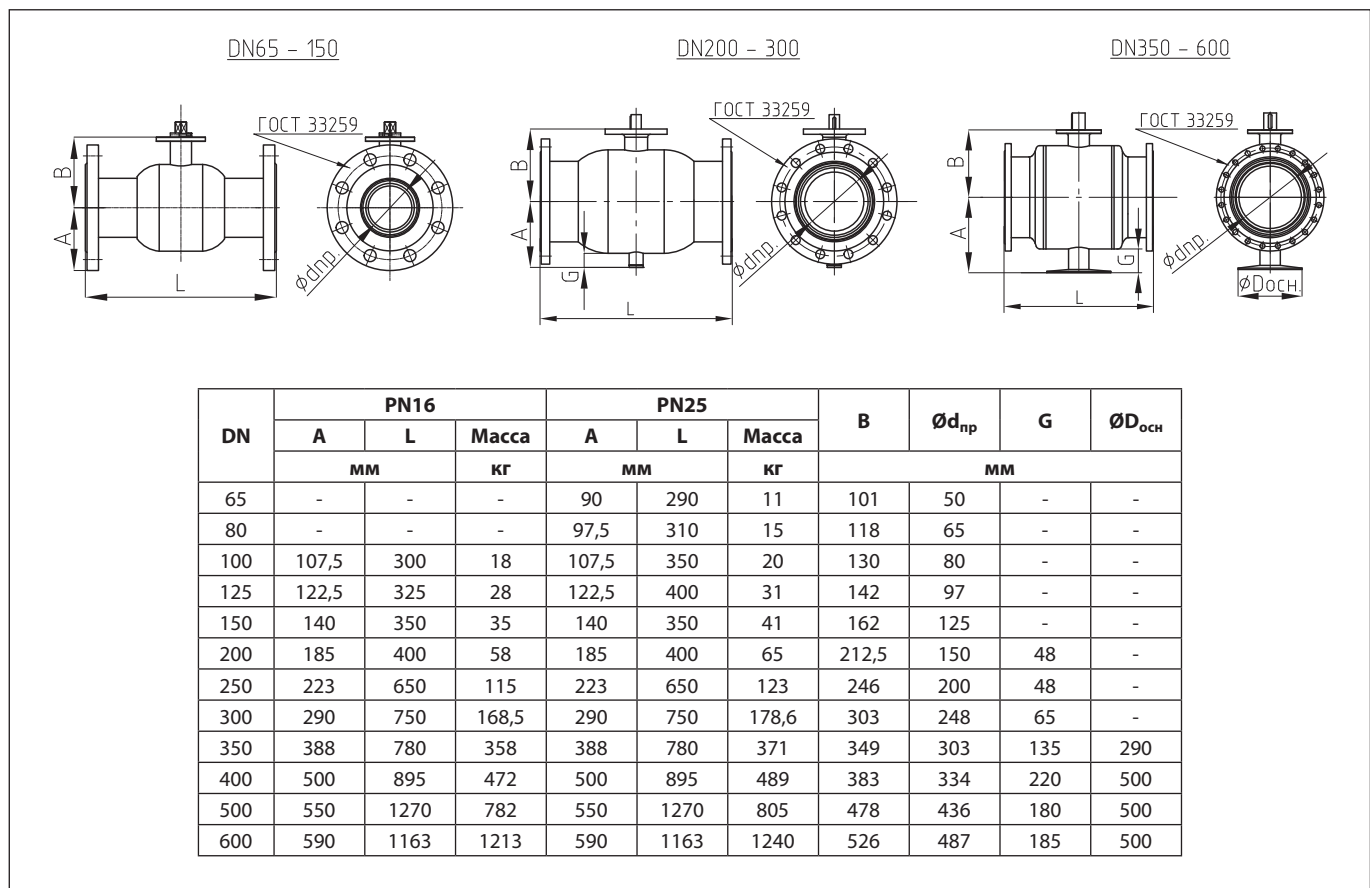 DN65 – 150
DN200 – 300
DN350 – 600
ГОСТ 33259
B
A
L
Ødпр.
ГОСТ 33259
B
A
G
L
Ødпр.
ГОСТ 33259
B
A
G
L
Ødпр.
ØDосн.
DN PN16 PN25 B Ødпр G ØDосн
A L Масса A L Масса
мм кг мм кг мм
65 - - - 90 290 11 101 50 - -
80 - - - 97,5 310 15 118 65 - -
100 107,5 300 18 107,5 350 20 130 80 - -
125 122,5 325 28 122,5 400 31 142 97 - -
150 140 350 35 140 350 41 162 125 - -
200 185 400 58 185 400 65 212,5 150 48 -
250 223 650 115 223 650 123 246 200 48 -
300 290 750 168,5 290 750 178,6 303 248 65 -
350 388 780 358 388 780 371 349 303 135 290
400 500 895 472 500 895 489 383 334 220 500
500 550 1270 782 550 1270 805 478 436 180 500
600 590 1163 1213 590 1163 1240 526 487 185 500